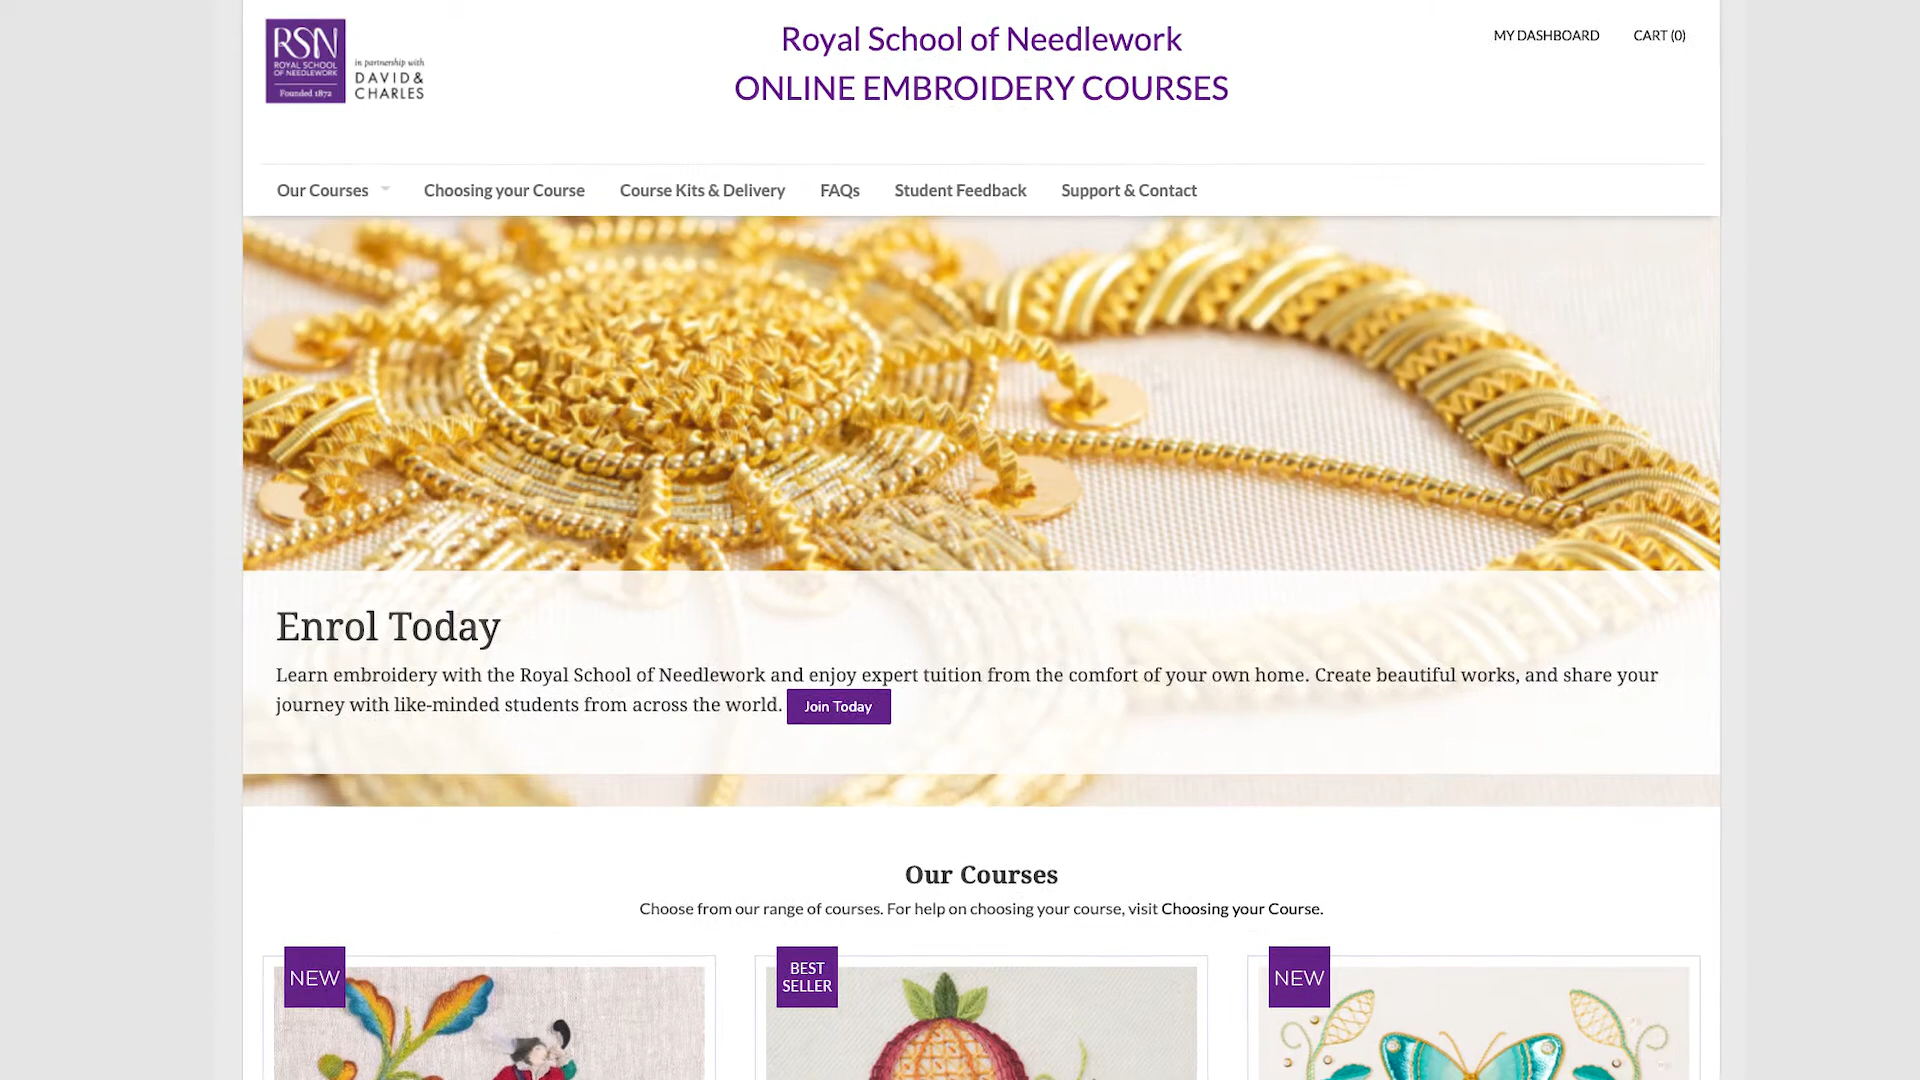 RSN
ROYAL SCHOOL
OF NEEDLEWORK
Founded 1872
in partnership with
DAVID &
CHARLES
Royal School of Needlework
ONLINE EMBROIDERY COURSES
MY DASHBOARD
CART (0)
Our Courses
Choosing your Course
Course Kits & Delivery
FAQs
Student Feedback
Support & Contact
Enrol Today
Learn embroidery with the Royal School of Needlework and enjoy expert tuition from the comfort of your own home. Create beautiful works, and share your
journey with like-minded students from across the world.
Join Today
Our Courses
Choose from our range of courses. For help on choosing your course, visit Choosing your Course.
NEW
BEST
SELLER
NEW